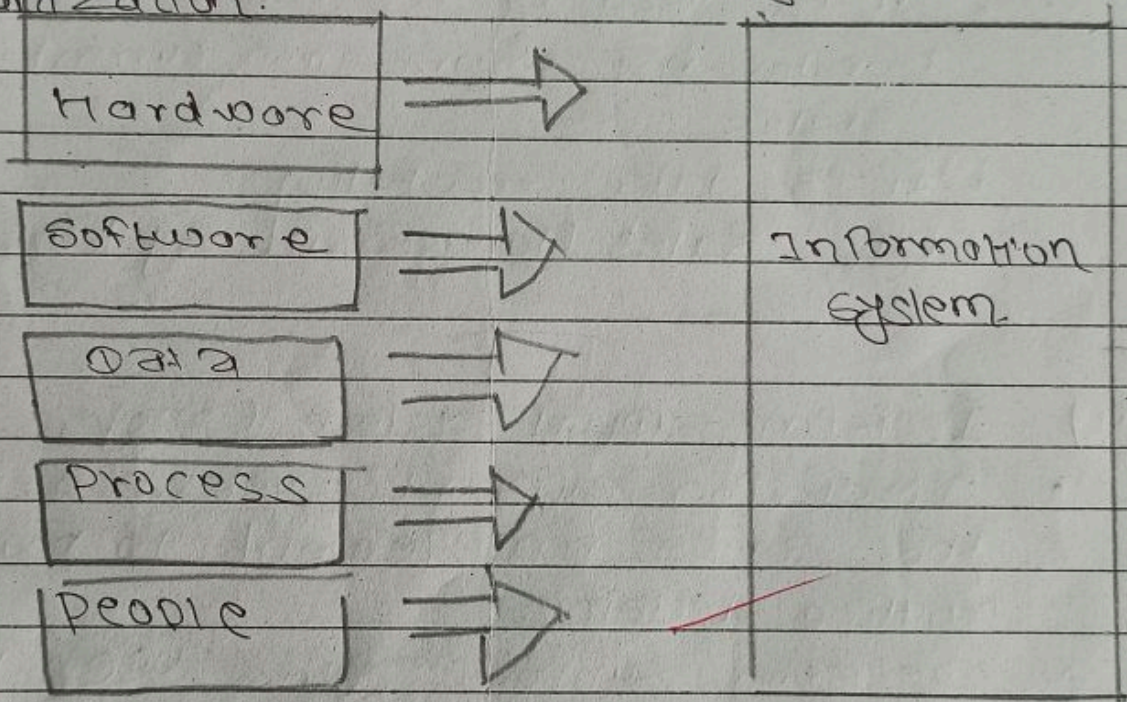 Hardware
Software
Data
Process
People
Information
System